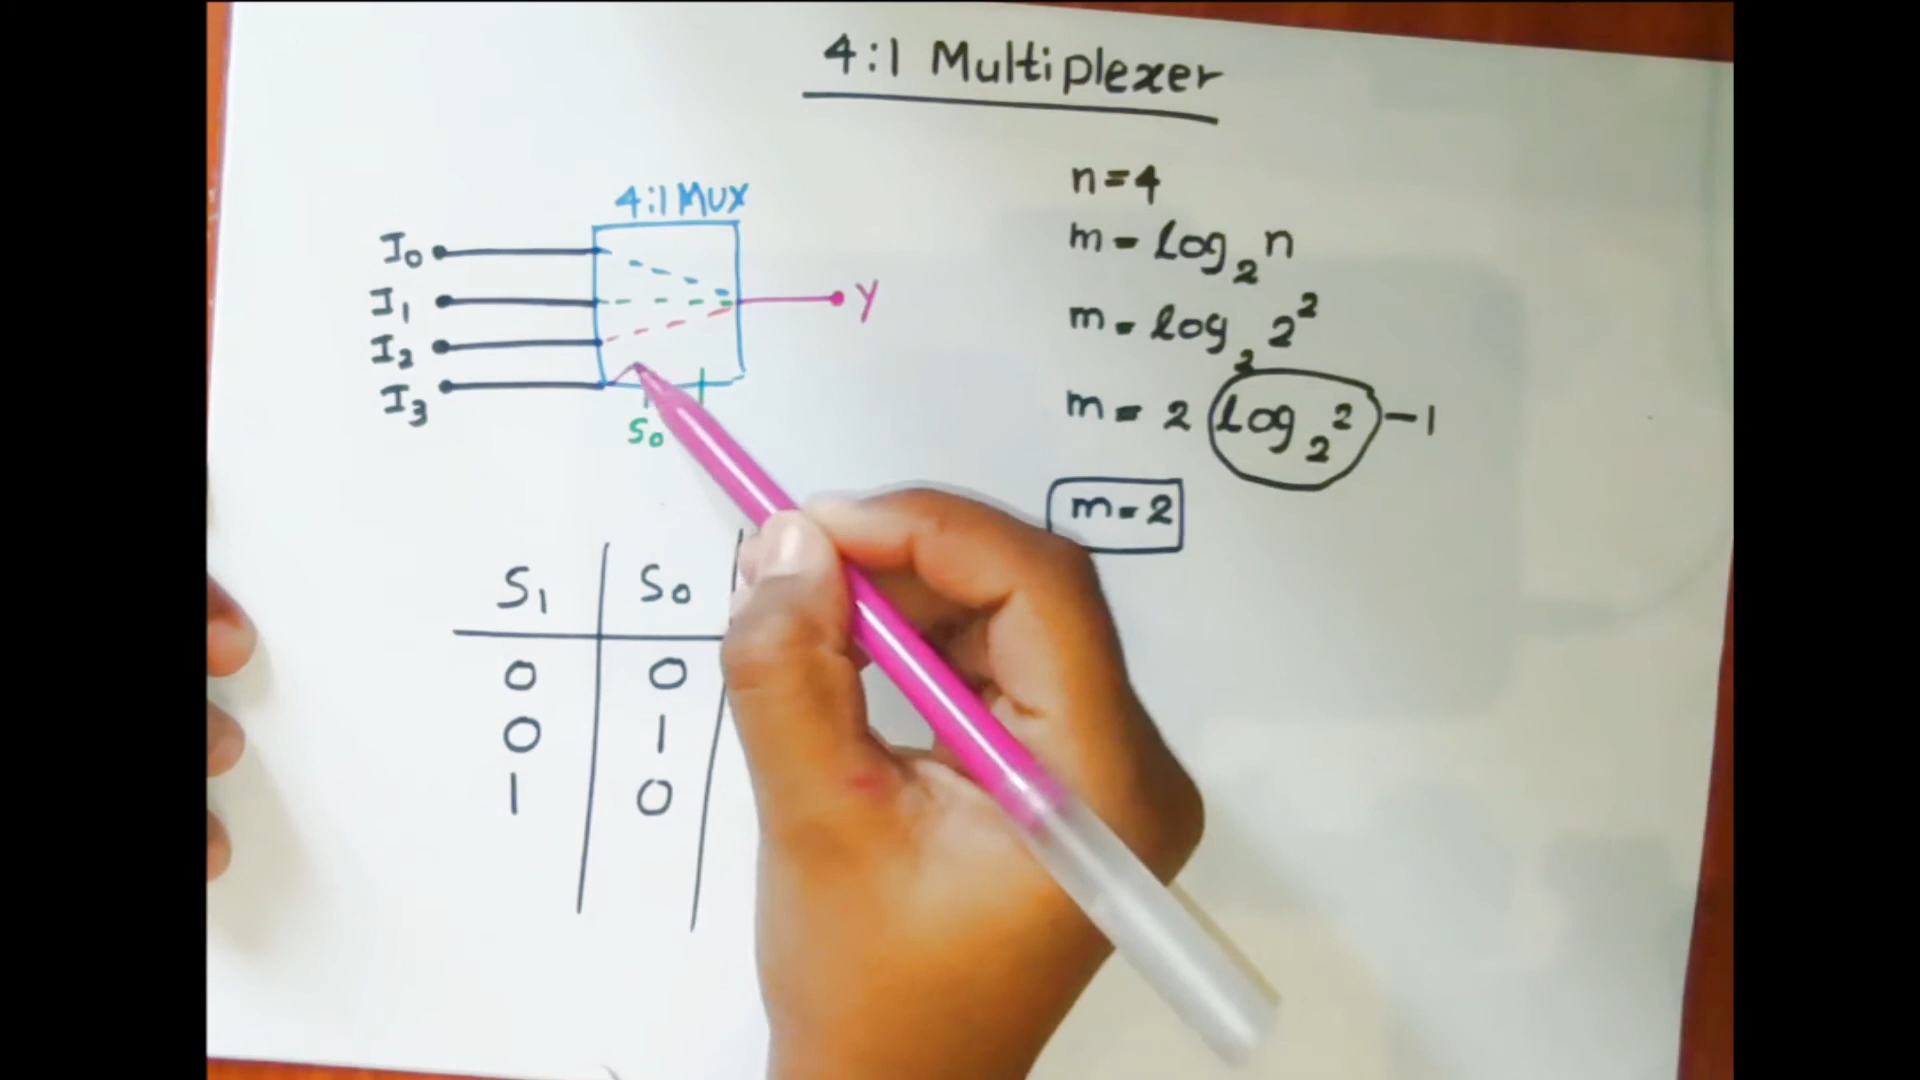 4:1 Multiplexer
4:1 MUX
I0
I1
I2
I3
Y
S0
n=4
m = log2 n
m = log2 2²
m = 2 log2 2 - 1
m = 2
S1 S0
0 0
0 1
1 0